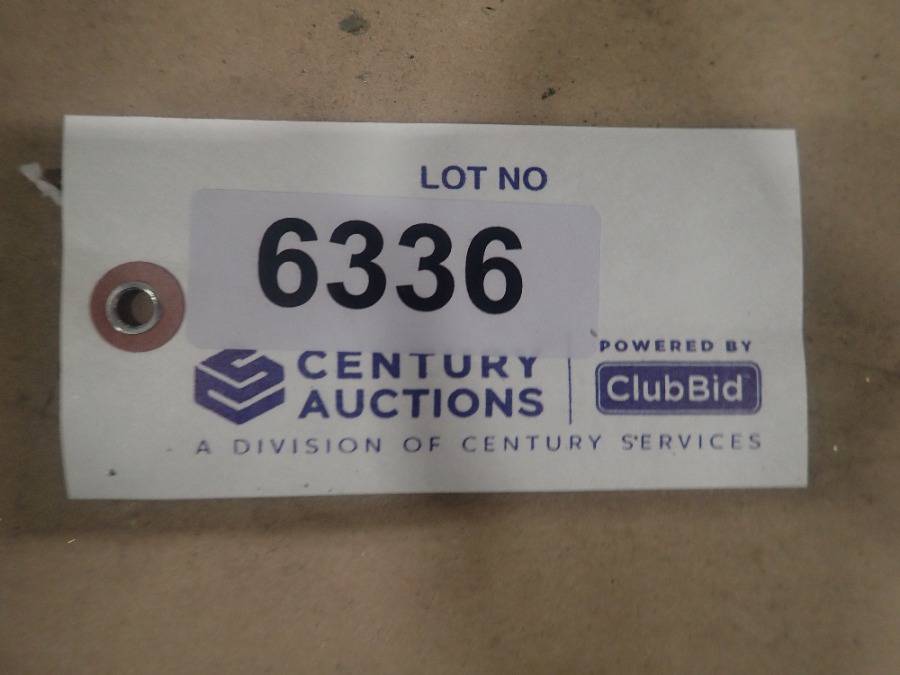 LOT NO
6336
CENTURY
AUCTIONS
POWERED BY
ClubBid
A DIVISION OF CENTURY SERVICES